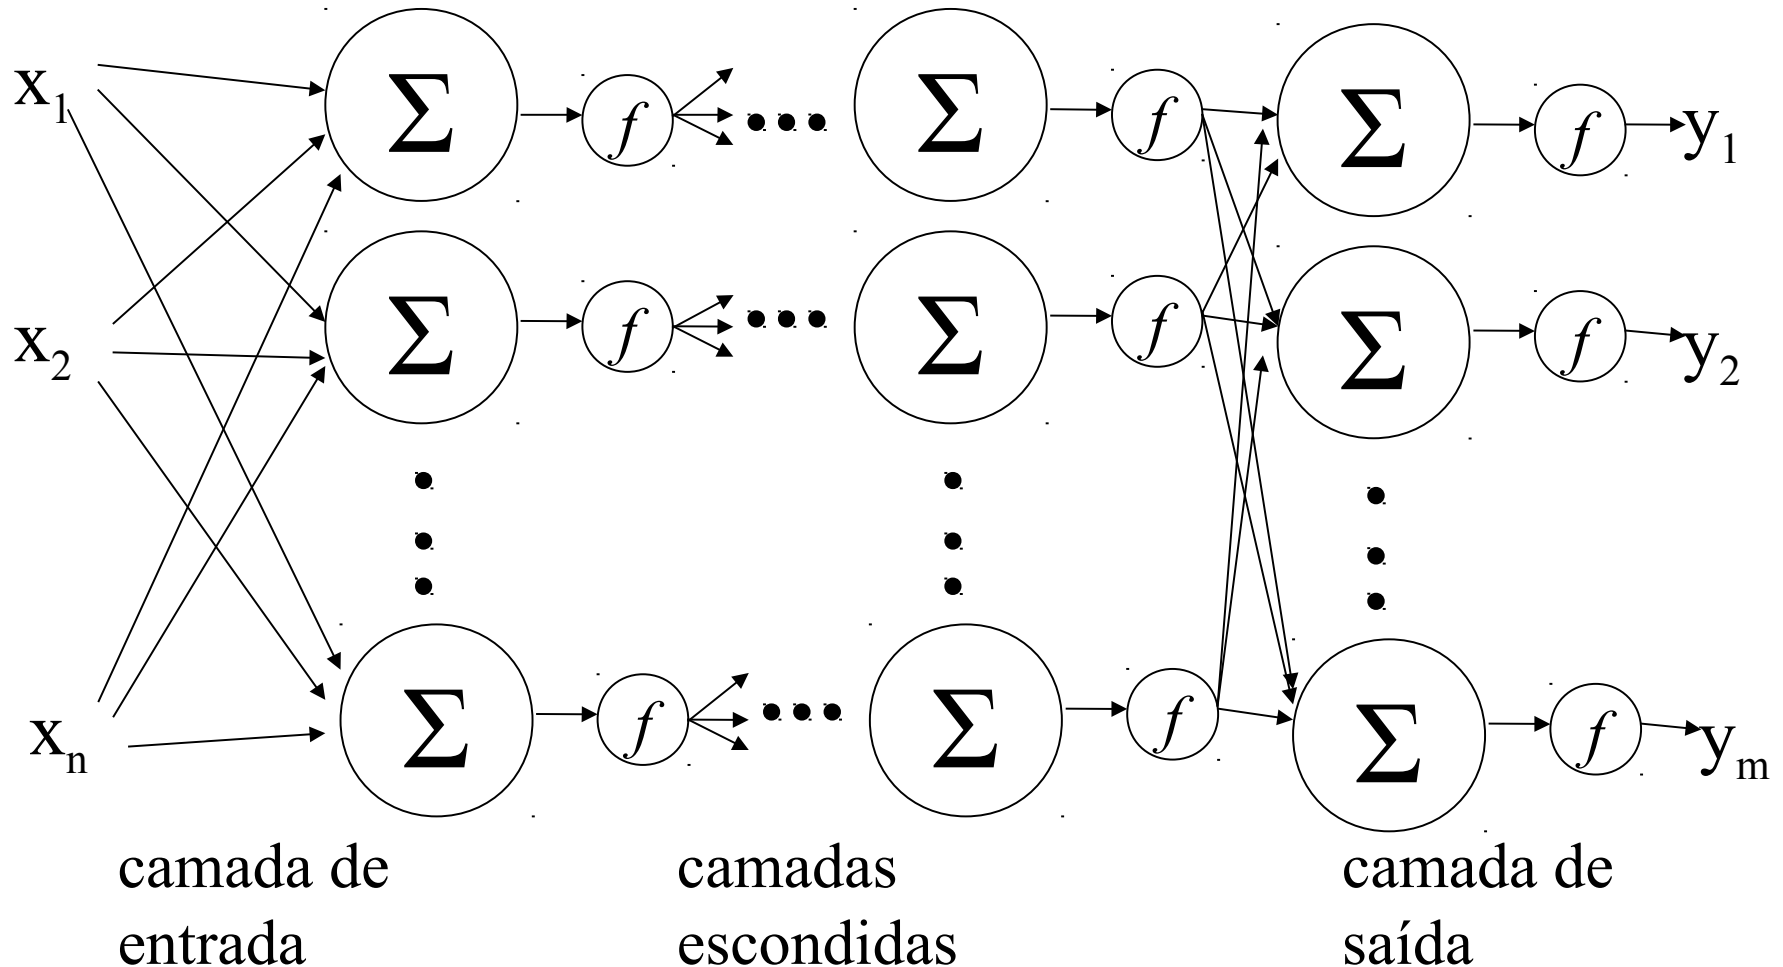 x1 Σ f ••• Σ f Σ f y1
x2 Σ f ••• Σ f Σ f y2
xn Σ f ••• Σ f Σ f ym
camada de entrada
camadas escondidas
camada de saída